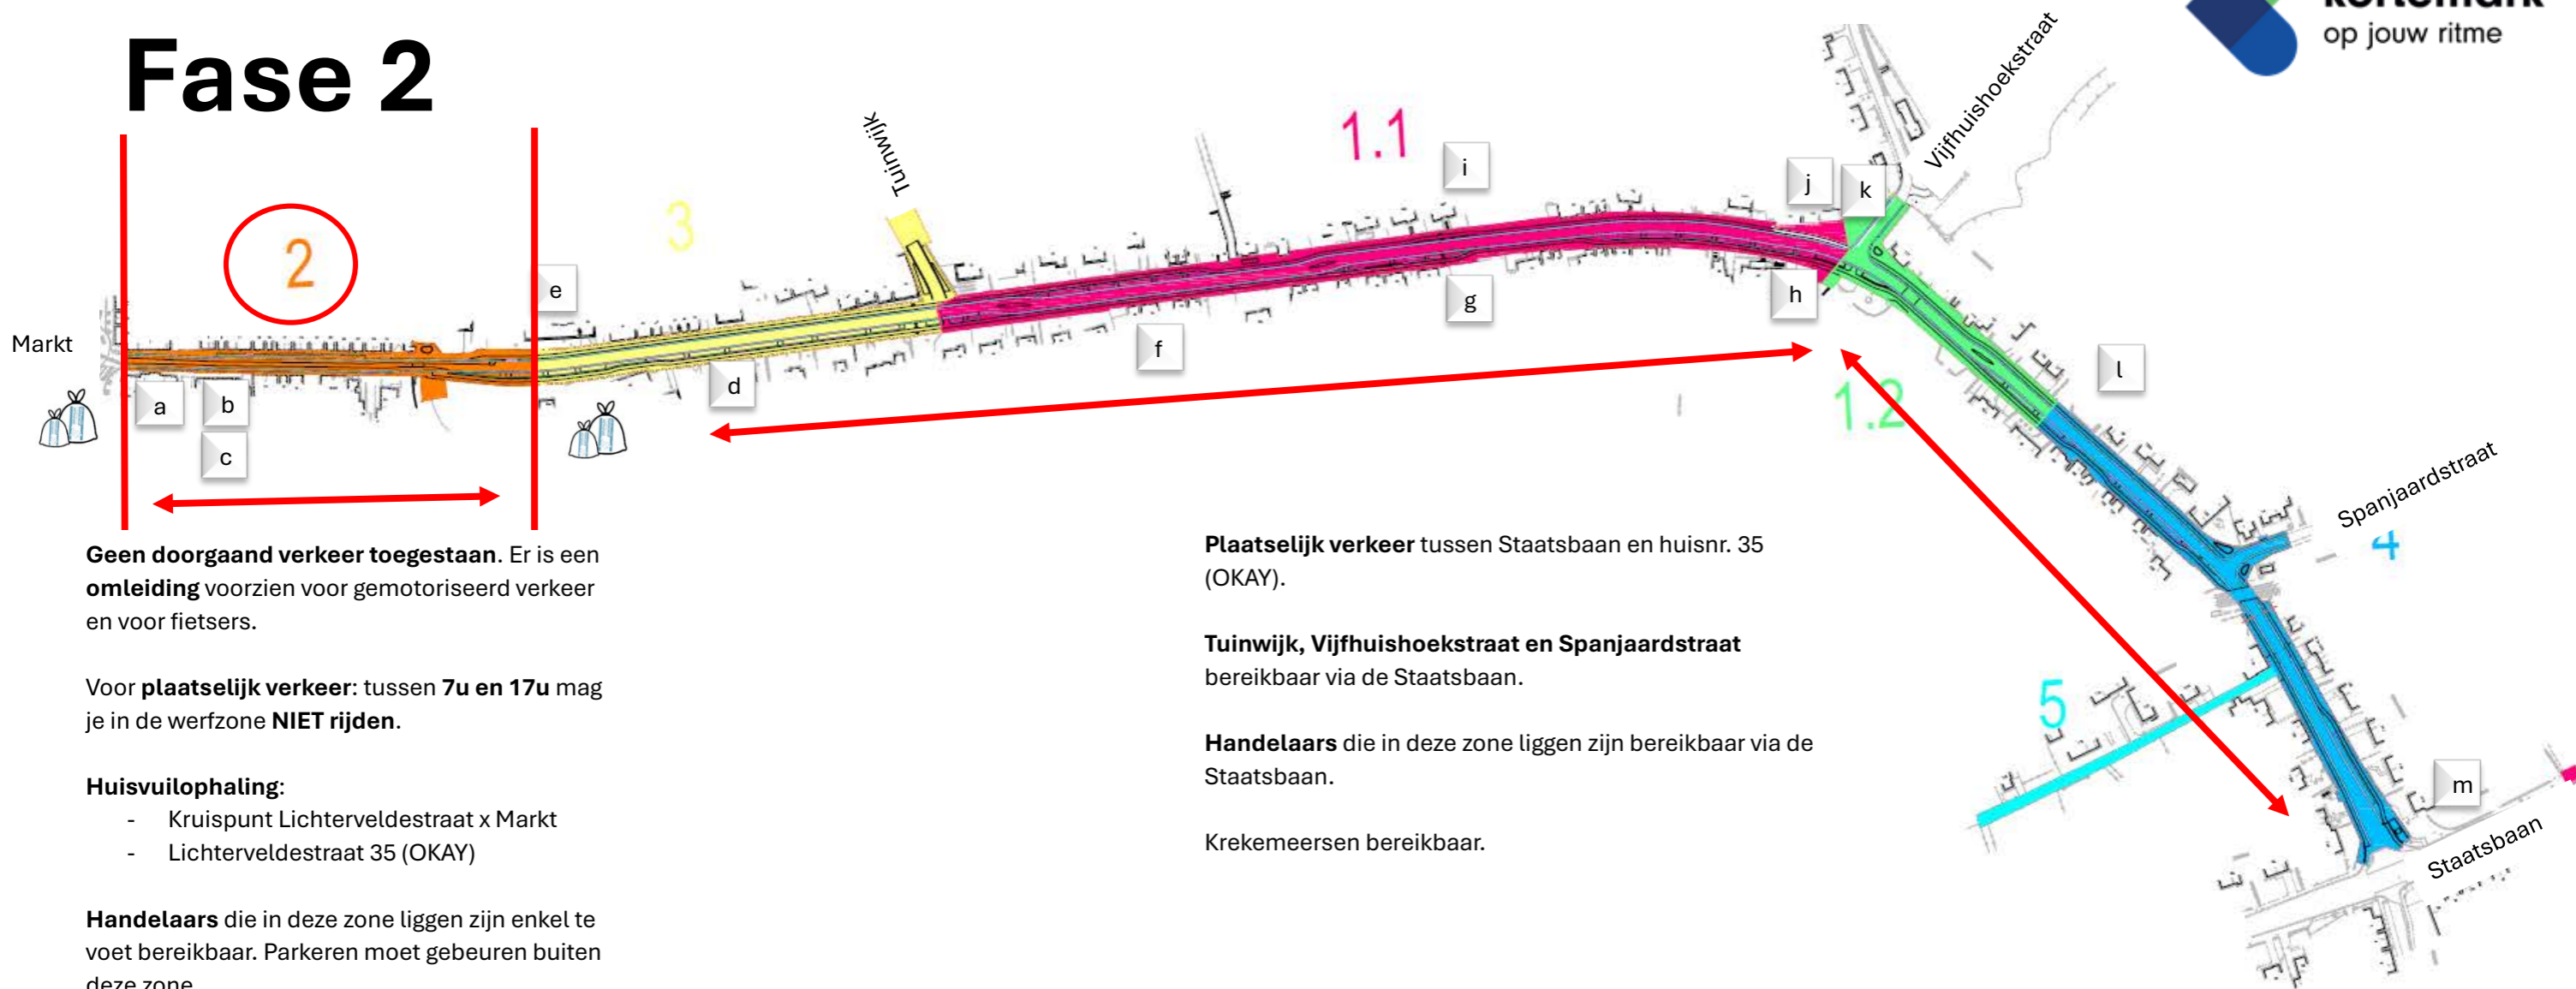 Fase 2
op jouw ritme
Vijfhuishoekstraat
Tuinwijk
1.1
i
j
k
2
3
e
h
g
Markt
f
l
d
a
b
1.2
c
Spanjaardstraat
4
Geen doorgaand verkeer toegestaan. Er is een
omleiding voorzien voor gemotoriseerd verkeer
en voor fietsers.
Voor plaatselijk verkeer: tussen 7u en 17u mag
je in de werfzone NIET rijden.
Huisvuilophaling:
- Kruispunt Lichterveldestraat x Markt
- Lichterveldestraat 35 (OKAY)
Handelaars die in deze zone liggen zijn enkel te
voet bereikbaar. Parkeren moet gebeuren buiten
deze zone
Plaatselijk verkeer tussen Staatsbaan en huisnr. 35
(OKAY).
Tuinwijk, Vijfhuishoekstraat en Spanjaardstraat
bereikbaar via de Staatsbaan.
Handelaars die in deze zone liggen zijn bereikbaar via de
Staatsbaan.
Krekemeersen bereikbaar.
5
m
Staatsbaan